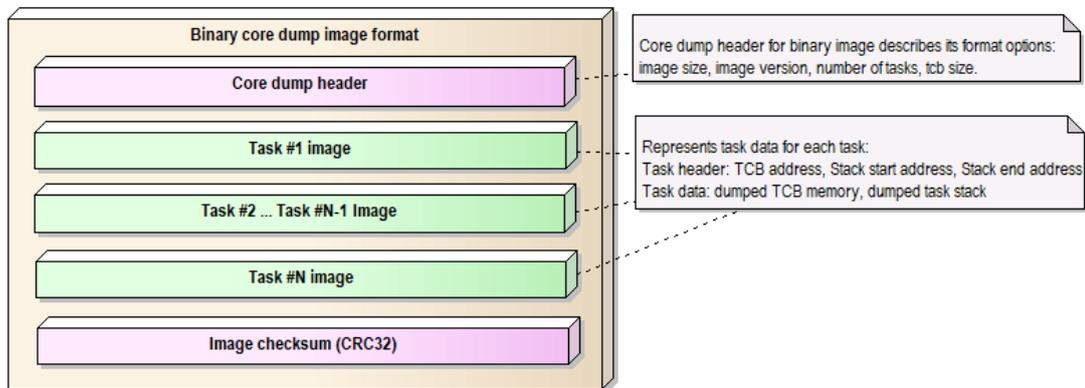 Binary core dump image format
Core dump header
Core dump header for binary image describes its format options:
image size, image version, number of tasks, tcb size.
Task #1 image
Represents task data for each task:
Task header: TCB address, Stack start address, Stack end address
Task data: dumped TCB memory, dumped task stack
Task #2 ... Task #N-1 Image
Task #N image
Image checksum (CRC32)